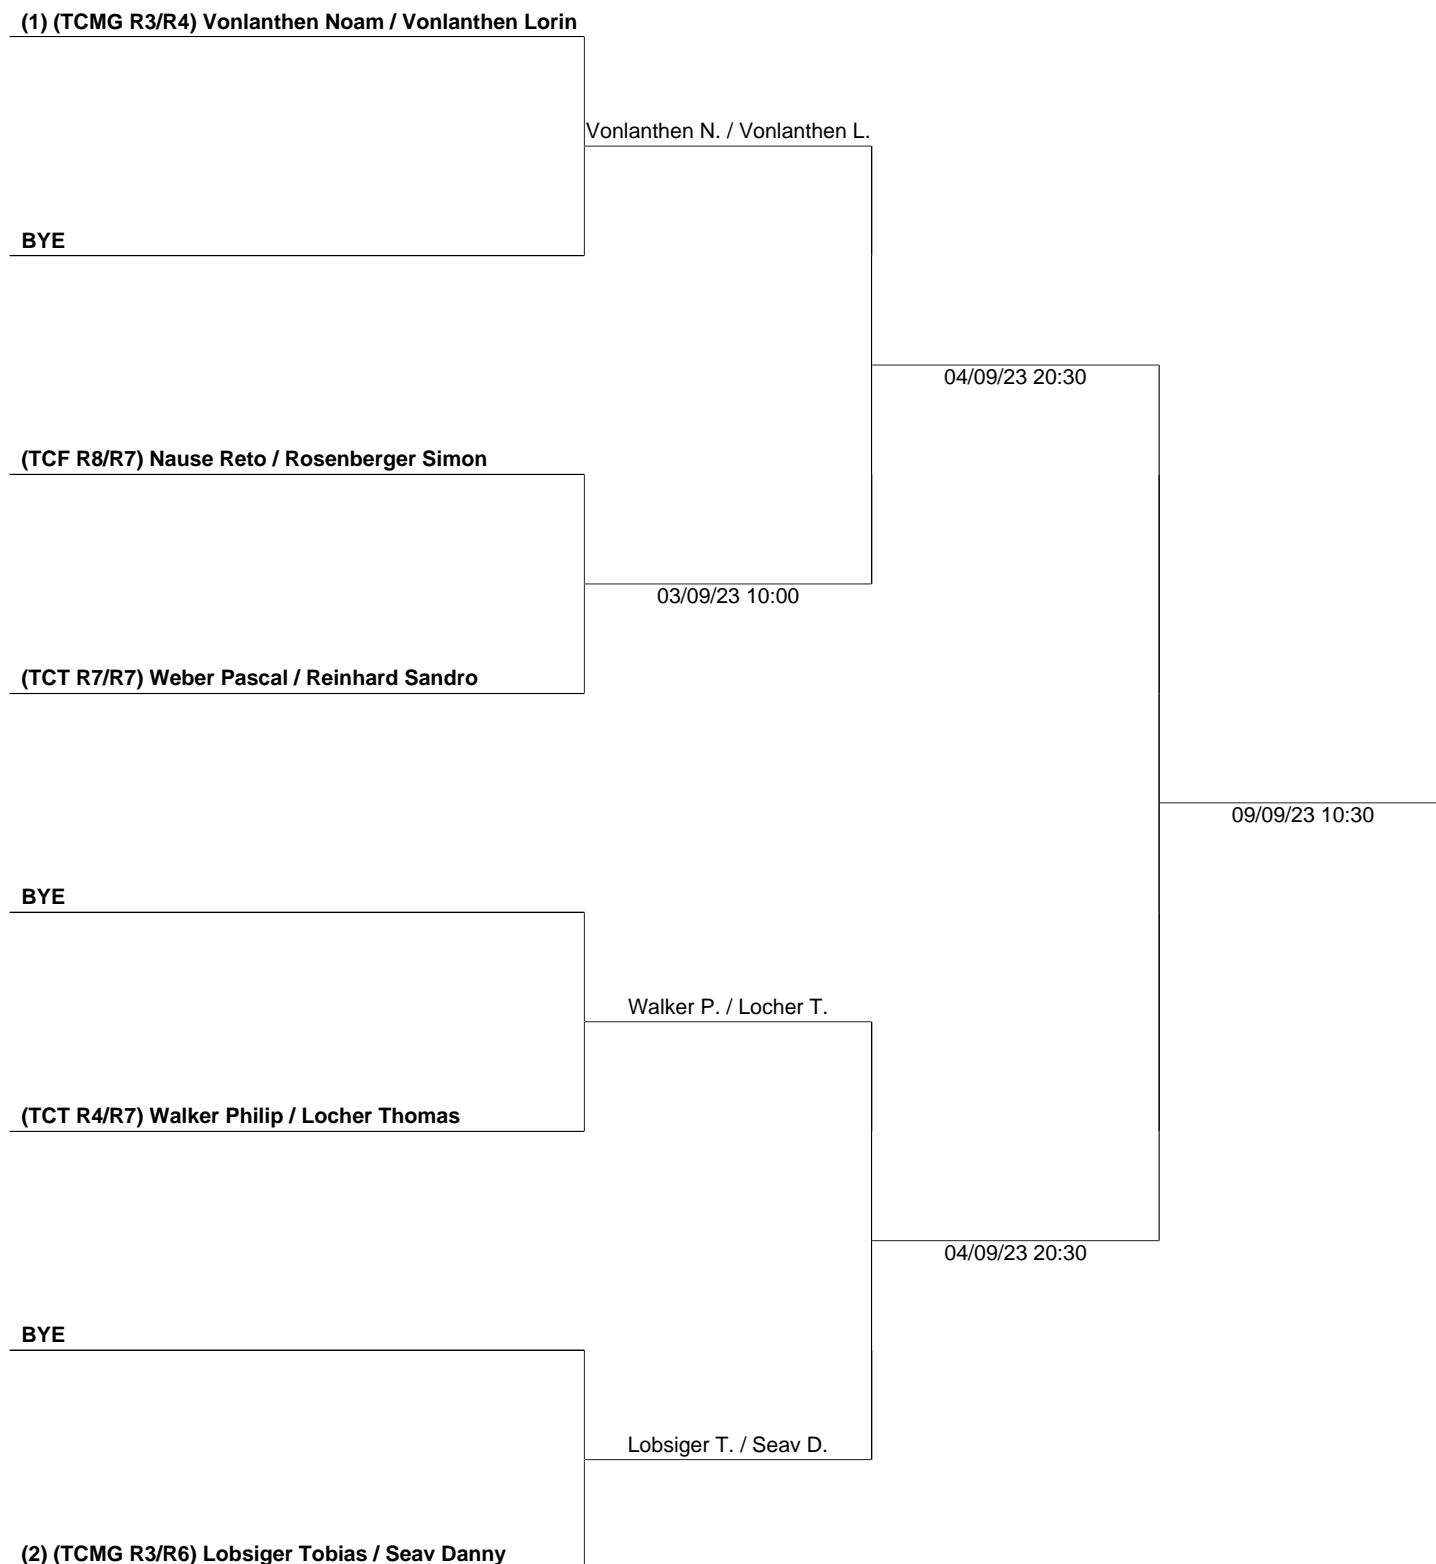 (1) (TCMG R3/R4) Vonlanthen Noam / Vonlanthen Lorin
Vonlanthen N. / Vonlanthen L.
BYE
04/09/23 20:30
(TCF R8/R7) Nause Reto / Rosenberger Simon
03/09/23 10:00
(TCT R7/R7) Weber Pascal / Reinhard Sandro
09/09/23 10:30
BYE
Walker P. / Locher T.
(TCT R4/R7) Walker Philip / Locher Thomas
04/09/23 20:30
BYE
Lobsiger T. / Seav D.
(2) (TCMG R3/R6) Lobsiger Tobias / Seav Danny